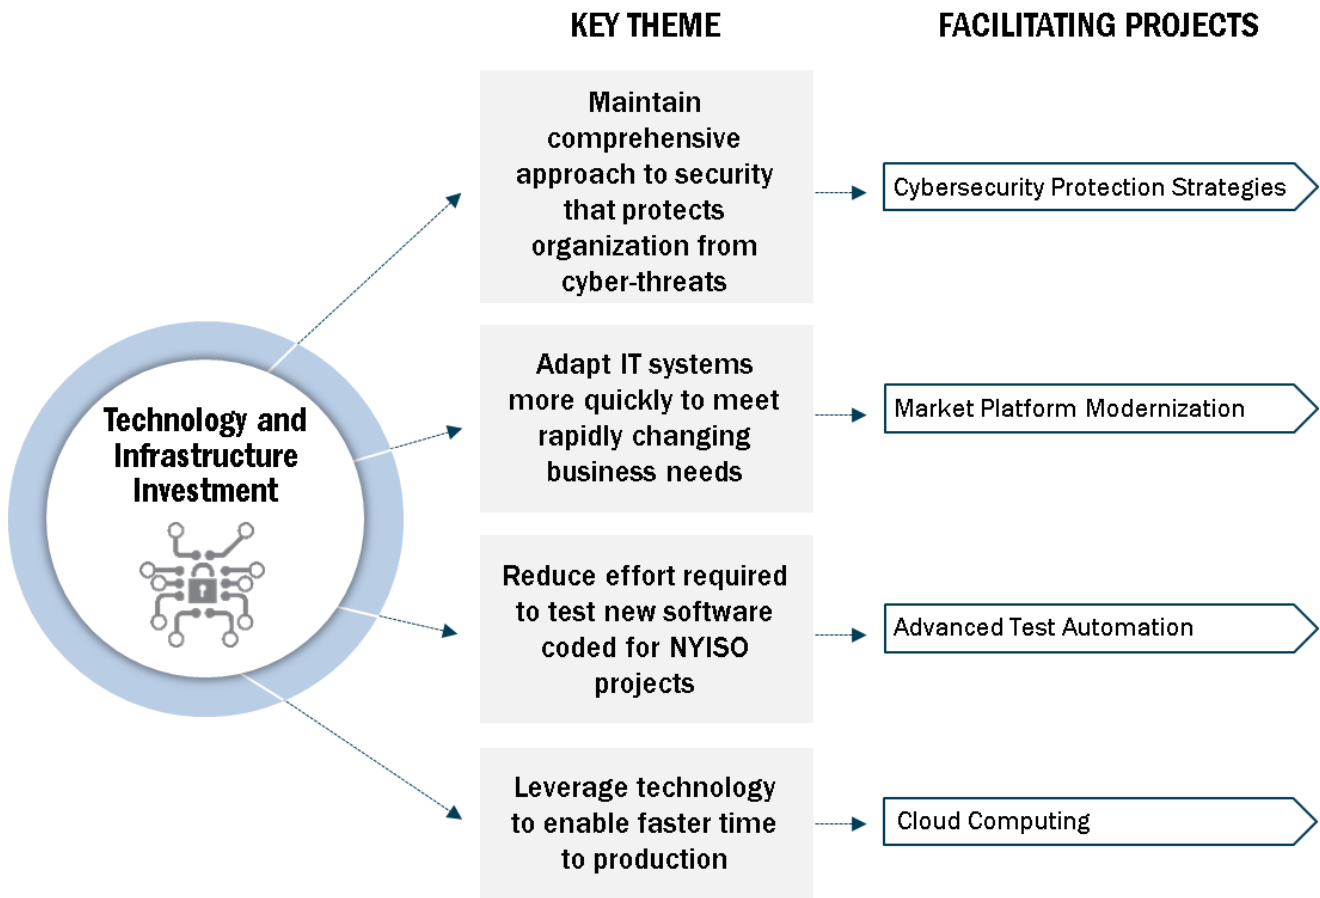 KEY THEME
FACILITATING PROJECTS
Technology and
Infrastructure
Investment
Maintain
comprehensive
approach to security
that protects
organization from
cyber-threats
Cybersecurity Protection Strategies
Adapt IT systems
more quickly to meet
rapidly changing
business needs
Market Platform Modernization
Reduce effort required
to test new software
coded for NYISO
projects
Advanced Test Automation
Leverage technology
to enable faster time
to production
Cloud Computing